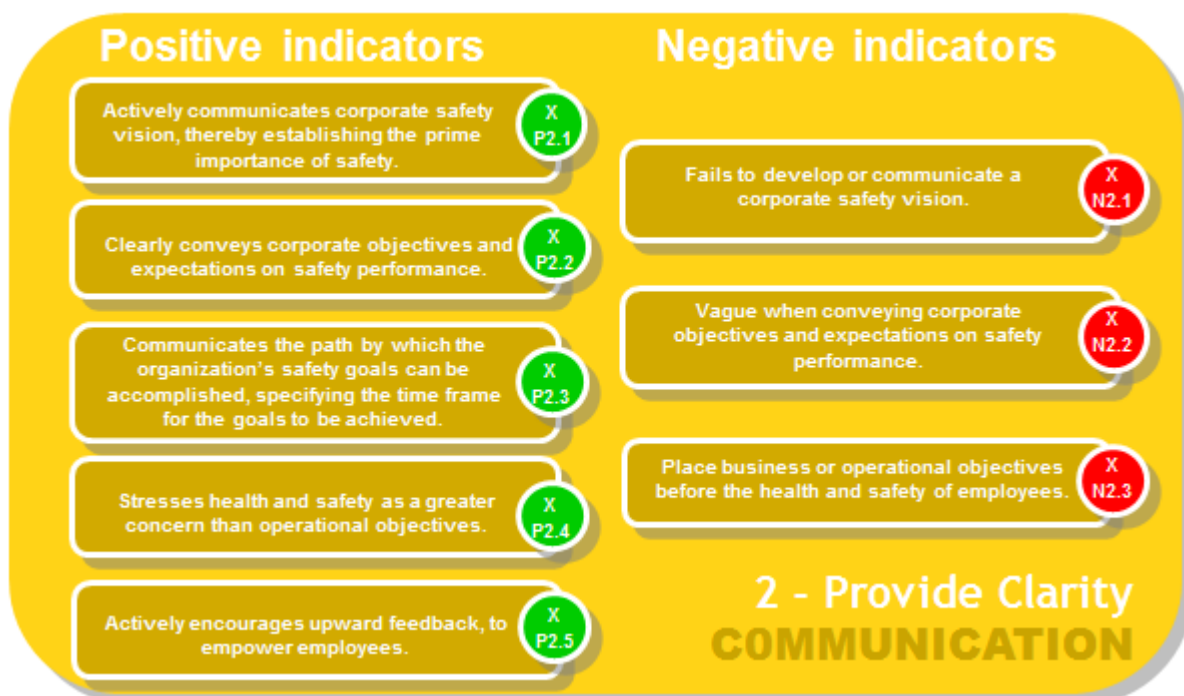 Positive indicators
Actively communicates corporate safety
vision, thereby establishing the prime
importance of safety.
X
P2.1
Clearly conveys corporate objectives and
expectations on safety performance.
X
P2.2
Communicates the path by which the
organization's safety goals can be
accomplished, specifying the time frame
for the goals to be achieved.
X
P2.3
Stresses health and safety as a greater
concern than operational objectives.
X
P2.4
Actively encourages upward feedback, to
empower employees.
X
P2.5
Negative indicators
Fails to develop or communicate a
corporate safety vision.
X
N2.1
Vague when conveying corporate
objectives and expectations on safety
performance.
X
N2.2
Place business or operational objectives
before the health and safety of employees.
X
N2.3
2 - Provide Clarity
C0MMUNICATION